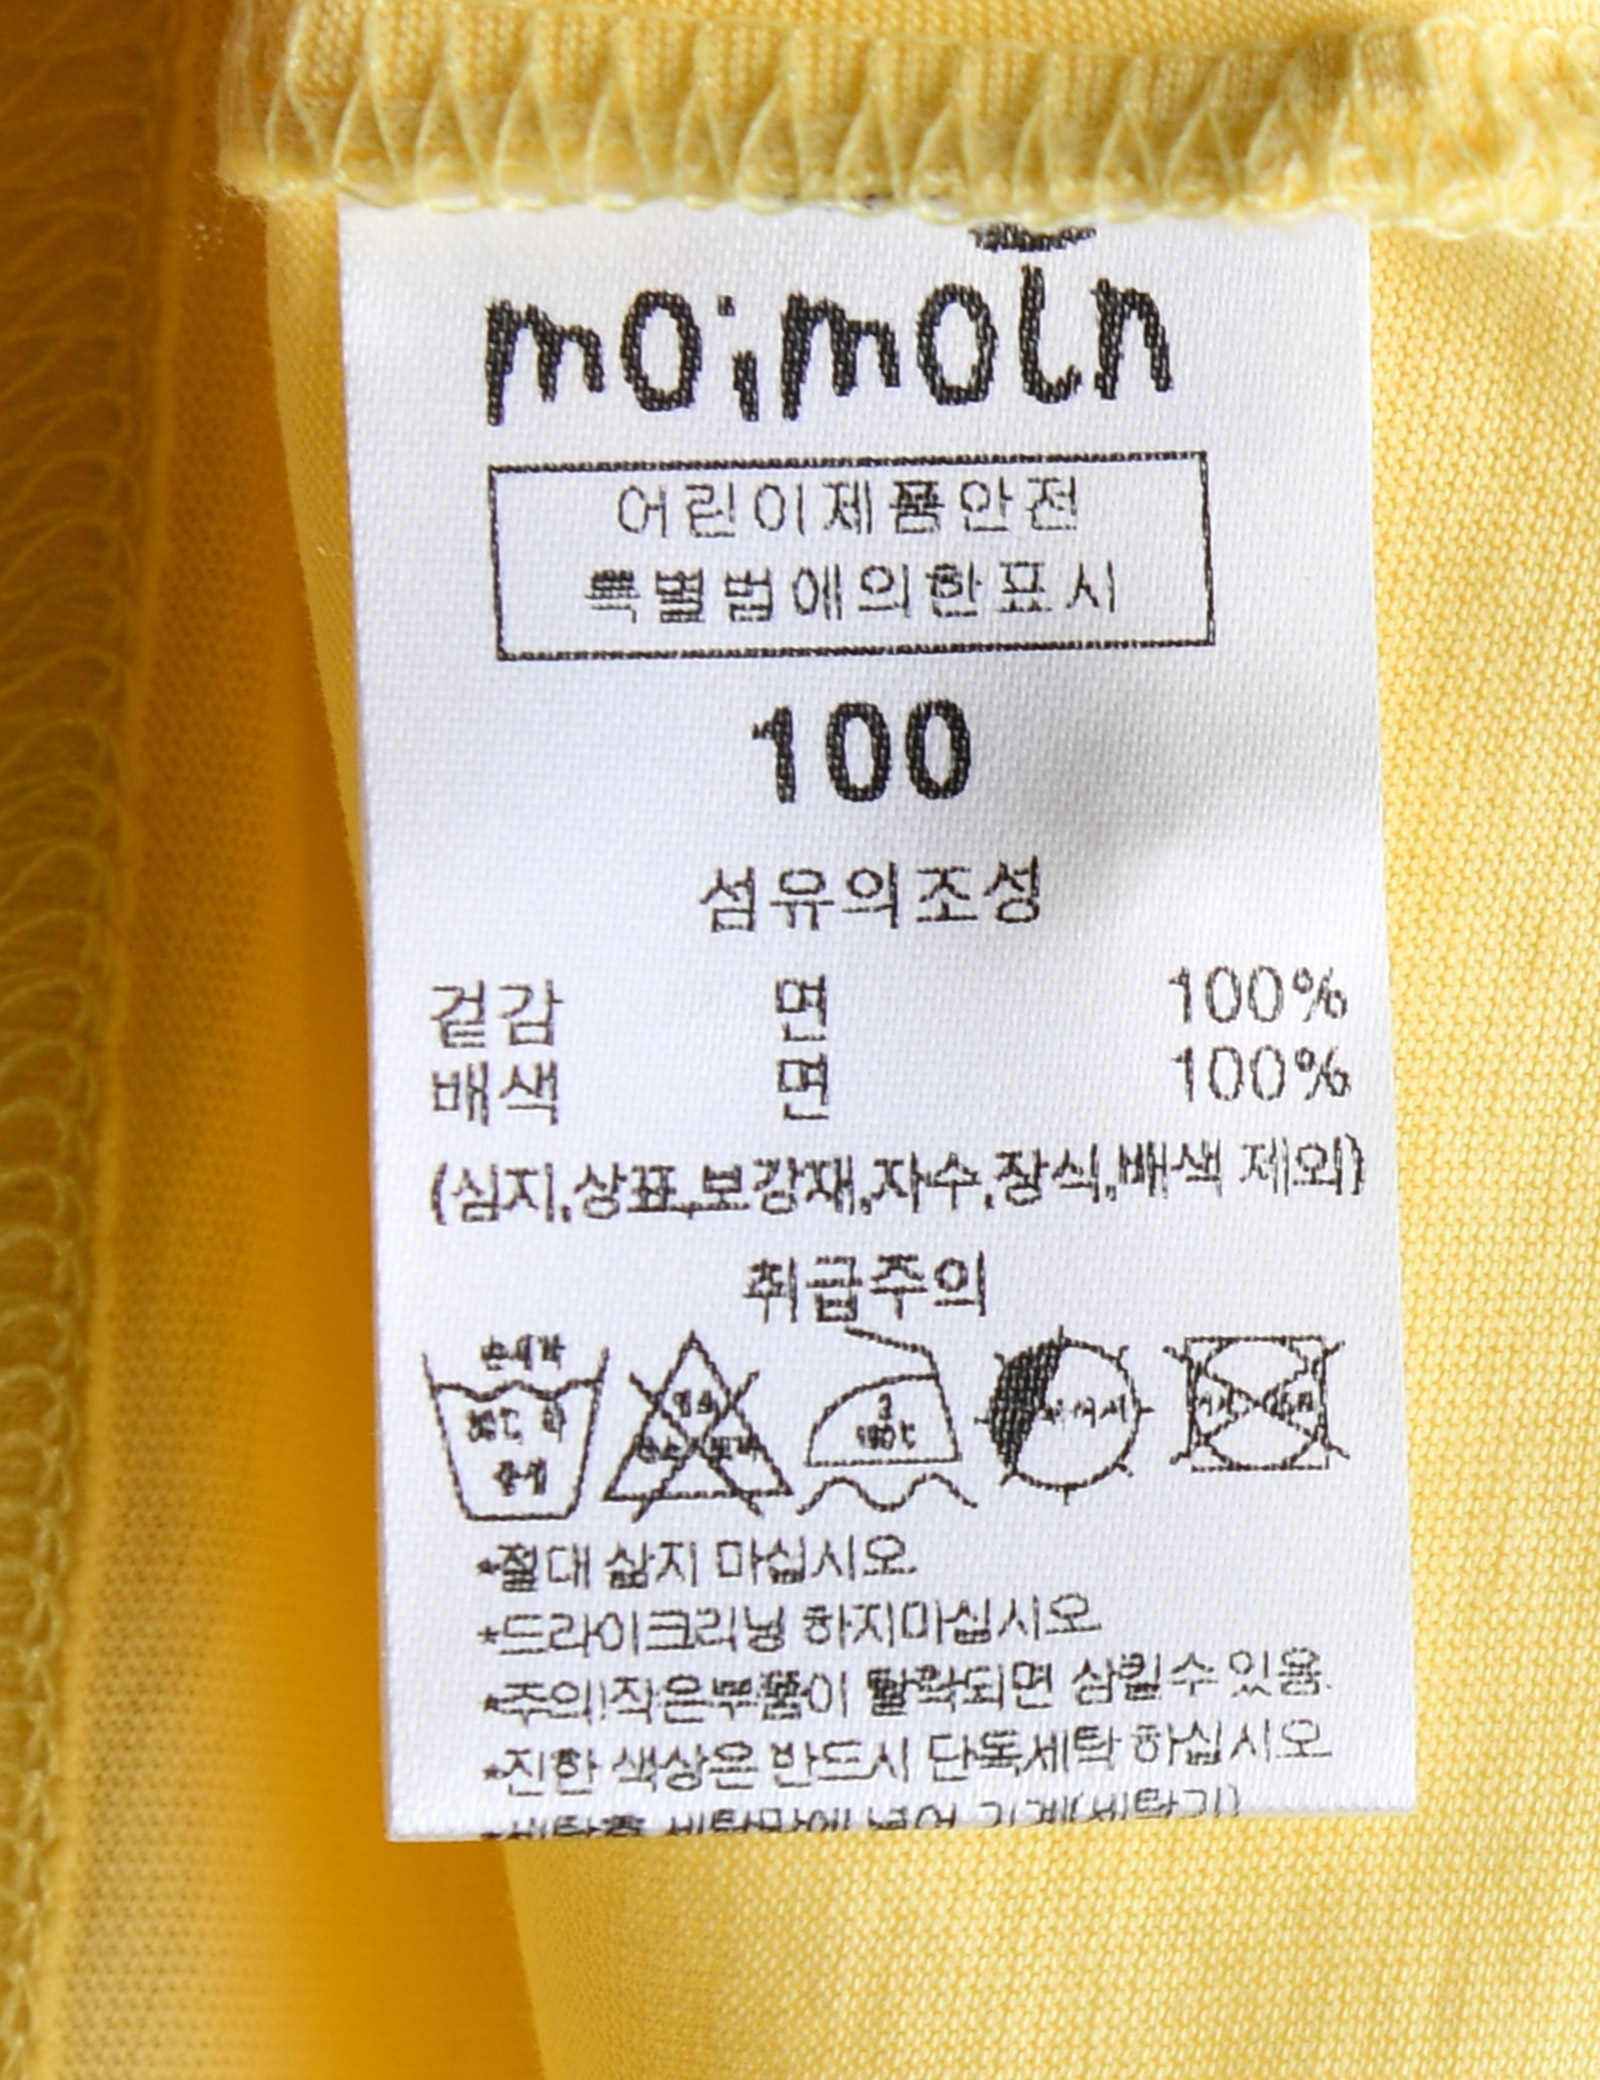 moimoln
어린이제품안전
특별법에의한표시
100
섬유의조성
겉감 면 100%
배색 면 100%
(심지,상표,보강재,자수,장식,배색 제외)
취급주의
손세탁
중성
*절대 삶지 마십시오.
*드라이크리닝 하지마십시오.
*주의!작은부품이 탈락되면 삼킬수 있음.
*진한 색상은 반드시 단독세탁 하십시오.